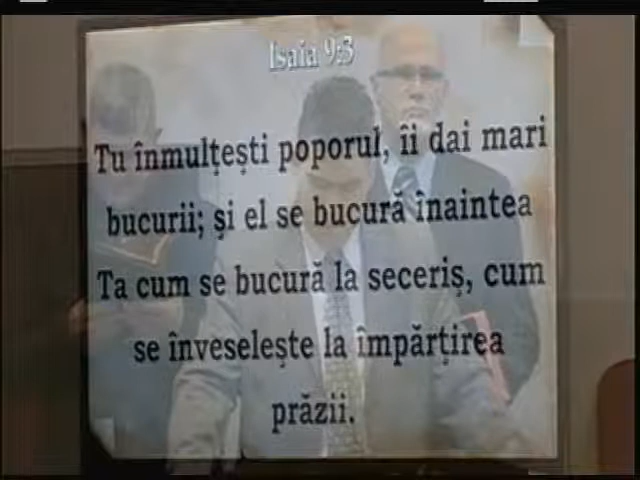 Isaia 9:3
Tu înmulțești poporul, îi dai mari
bucurii; și el se bucură înaintea
Ta cum se bucură la seceriș, cum
se înveselește la împărțirea
prăzii.